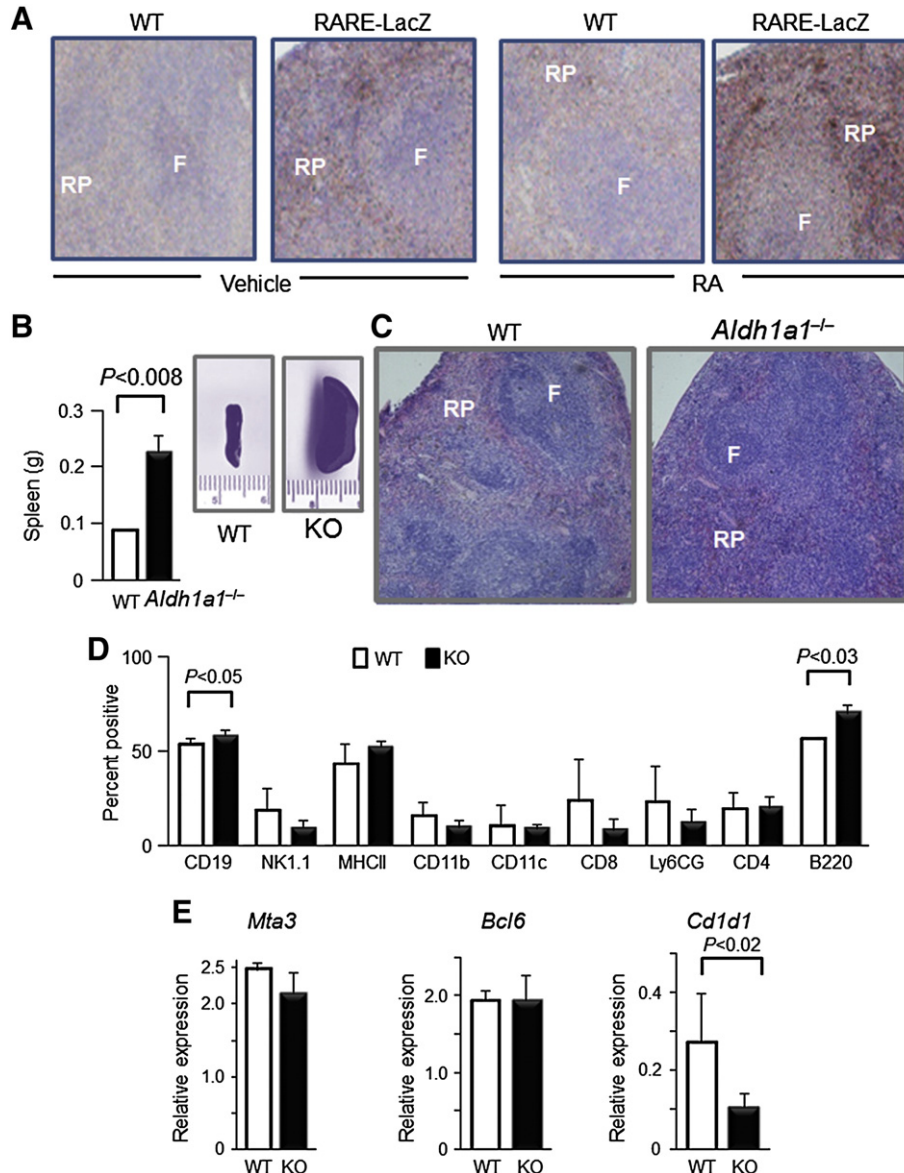 A
WT
RARE-LacZ
WT
RARE-LacZ
RP
F
RP
F
RP
F
RP
F
Vehicle
RA
B
P<0.008
0.3
0.2
0.1
0
Spleen (g)
WT Aldh1a1–/–
5 6
6
WT
KO
C
WT
Aldh1a1–/–
RP
F
F
RP
D
WT KO
100
50
0
Percent positive
P<0.05
P<0.03
CD19 NK1.1 MHCII CD11b CD11c CD8 Ly6CG CD4 B220
E
Mta3
Bcl6
Cd1d1
P<0.02
2.5
2.0
1.0
0
Relative expression
WT KO
2.0
1.0
0
Relative expression
WT KO
0.4
0.2
0
Relative expression
WT KO